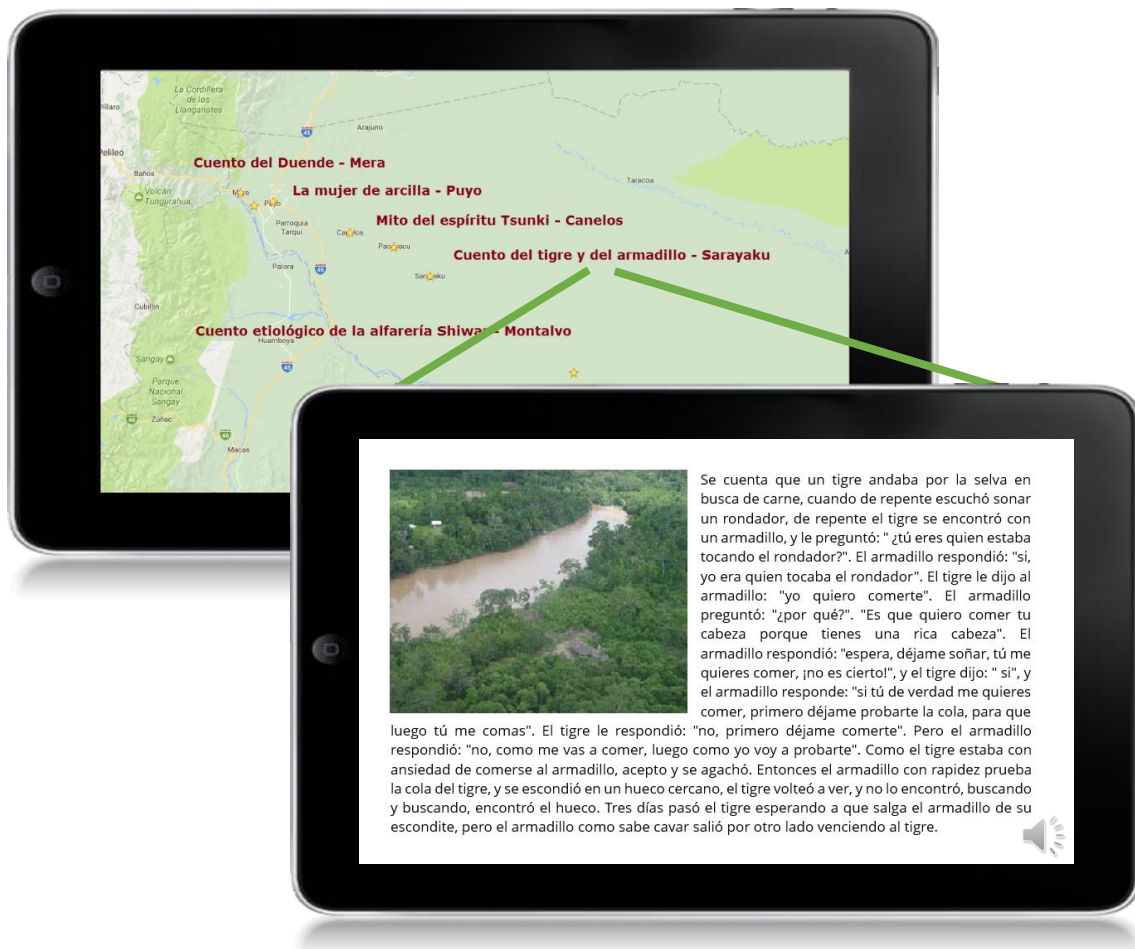 La Cordillera
de los
Llanganates
Píllaro
45
Arajuno
Pelileo
Cuento del Duende - Mera
Baños
Taracoa
Volcán
Tungurahua
Mera
La mujer de arcilla - Puyo
Puyo
Parroquia
Tarqui
Mito del espíritu Tsunki - Canelos
Canelos
Pacayacu
Cuento del tigre y del armadillo - Sarayaku
Palora
45
Sarayaku
Cubillín
Cuento etiológico de la alfarería Shiwar - Montalvo
Huamboya
Sangay
45
Parque
Nacional
Sangay
46
Zuñac
46
Macas
Se cuenta que un tigre andaba por la selva en
busca de carne, cuando de repente escuchó sonar
un rondador, de repente el tigre se encontró con
un armadillo, y le preguntó: " ¿tú eres quien estaba
tocando el rondador?". El armadillo respondió: "si,
yo era quien tocaba el rondador". El tigre le dijo al
armadillo: "yo quiero comerte". El armadillo
preguntó: "¿por qué?". "Es que quiero comer tu
cabeza porque tienes una rica cabeza". El
armadillo respondió: "espera, déjame soñar, tú me
quieres comer, ¡no es cierto!", y el tigre dijo: " si", y
el armadillo responde: "si tú de verdad me quieres
comer, primero déjame probarte la cola, para que
luego tú me comas". El tigre le respondió: "no, primero déjame comerte". Pero el armadillo
respondió: "no, como me vas a comer, luego como yo voy a probarte". Como el tigre estaba con
ansiedad de comerse al armadillo, acepto y se agachó. Entonces el armadillo con rapidez prueba
la cola del tigre, y se escondió en un hueco cercano, el tigre volteó a ver, y no lo encontró, buscando
y buscando, encontró el hueco. Tres días pasó el tigre esperando a que salga el armadillo de su
escondite, pero el armadillo como sabe cavar salió por otro lado venciendo al tigre.